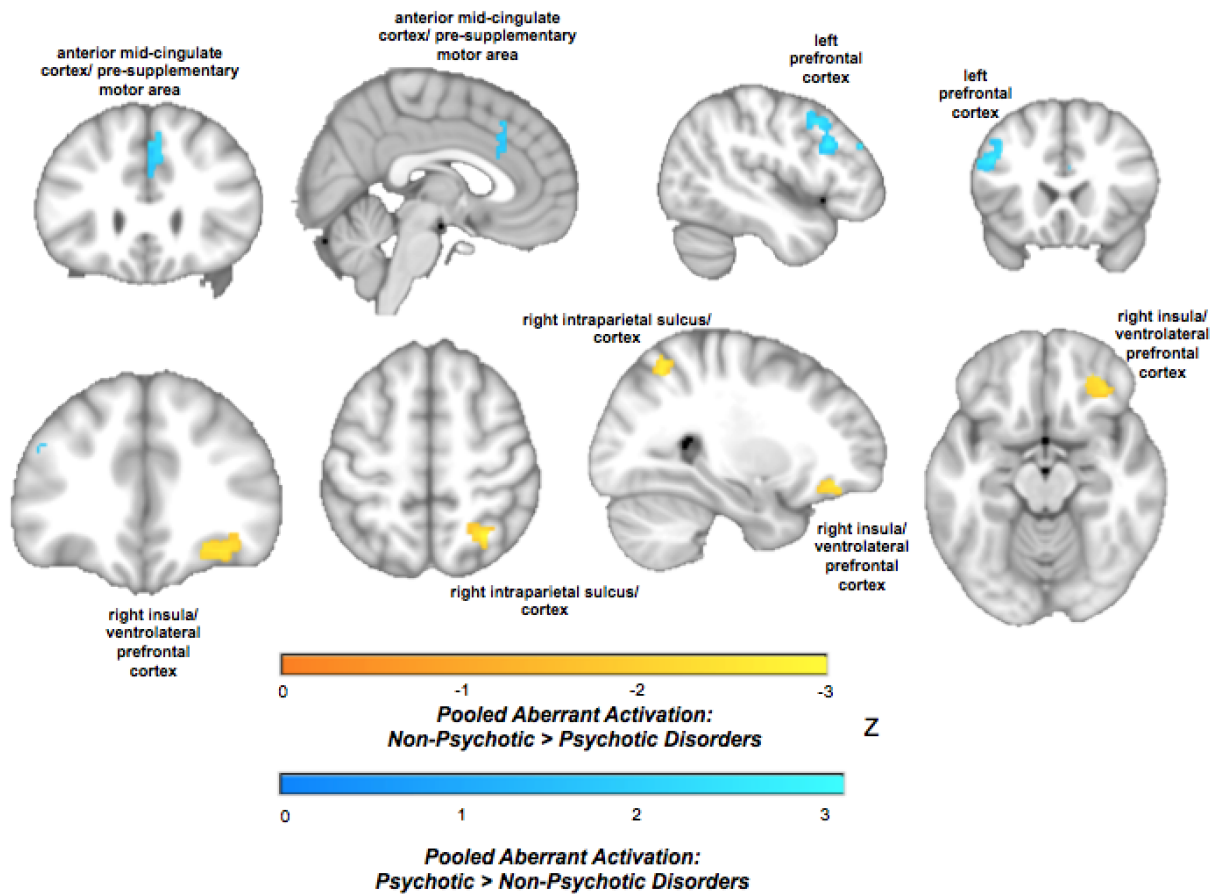 anterior mid-cingulate
cortex/ pre-supplementary
motor area
anterior mid-cingulate
cortex/ pre-supplementary
motor area
left
prefrontal
cortex
left
prefrontal
cortex
right intraparietal sulcus/
cortex
right insula/
ventrolateral
prefrontal
cortex
right insula/
ventrolateral
prefrontal
cortex
right intraparietal sulcus/
cortex
right insula/
ventrolateral
prefrontal
cortex
0 -1 -2 -3
Pooled Aberrant Activation:
Non-Psychotic > Psychotic Disorders
Z
0 1 2 3
Pooled Aberrant Activation:
Psychotic > Non-Psychotic Disorders